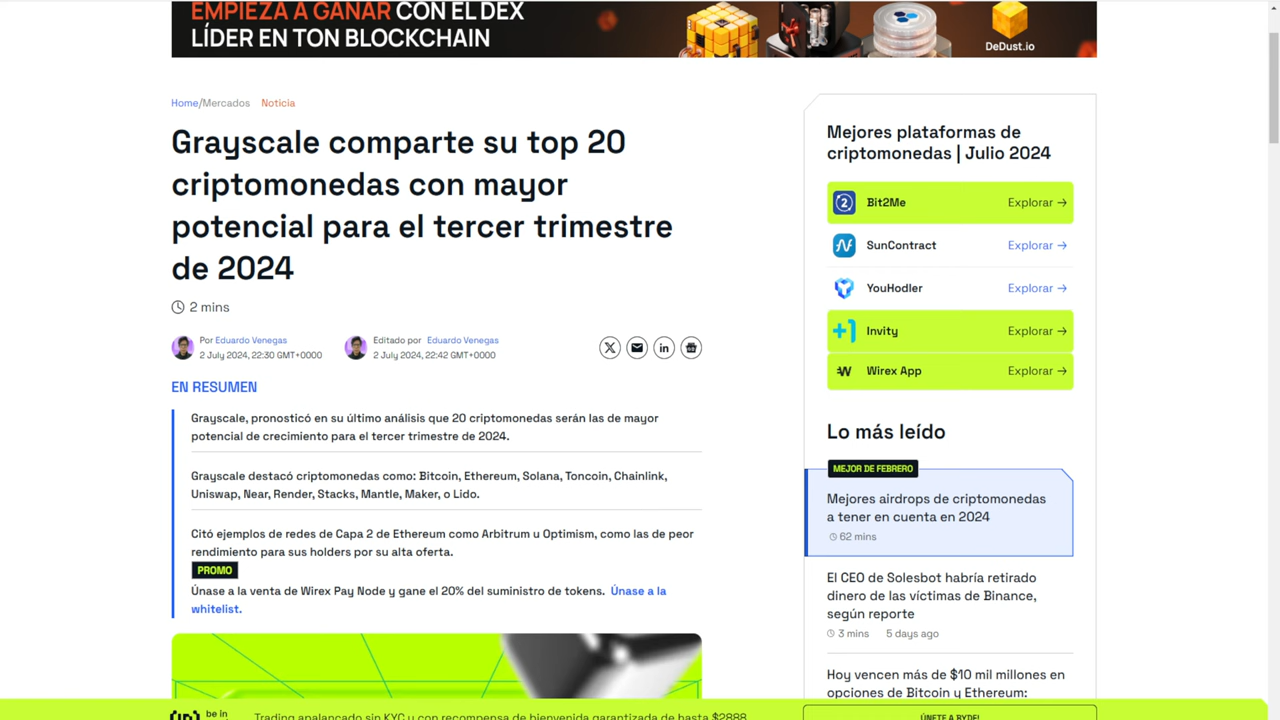 EMPIEZA A GANAR CON EL DEX
LÍDER EN TON BLOCKCHAIN
DeDust.io
Home/Mercados Noticia
Grayscale comparte su top 20
criptomonedas con mayor
potencial para el tercer trimestre
de 2024
2 mins
Por Eduardo Venegas
2 July 2024, 22:30 GMT+0000
Editado por Eduardo Venegas
2 July 2024, 22:42 GMT+0000
EN RESUMEN
Grayscale, pronosticó en su último análisis que 20 criptomonedas serán las de mayor
potencial de crecimiento para el tercer trimestre de 2024.
Grayscale destacó criptomonedas como: Bitcoin, Ethereum, Solana, Toncoin, Chainlink,
Uniswap, Near, Render, Stacks, Mantle, Maker, o Lido.
Citó ejemplos de redes de Capa 2 de Ethereum como Arbitrum u Optimism, como las de peor
rendimiento para sus holders por su alta oferta.
PROMO
Únase a la venta de Wirex Pay Node y gane el 20% del suministro de tokens. Únase a la
whitelist.
Mejores plataformas de
criptomonedas | Julio 2024
Bit2Me Explorar →
SunContract Explorar →
YouHodler Explorar →
Invity Explorar →
Wirex App Explorar →
Lo más leído
MEJOR DE FEBRERO
Mejores airdrops de criptomonedas
a tener en cuenta en 2024
62 mins
El CEO de Solesbot habría retirado
dinero de las víctimas de Binance,
según reporte
3 mins 5 days ago
Hoy vencen más de $10 mil millones en
opciones de Bitcoin y Ethereum:
be in
Trading apalancado sin KYC y con recompensa de bienvenida garantizada de hasta $2888
ÚNETE A BYDFI